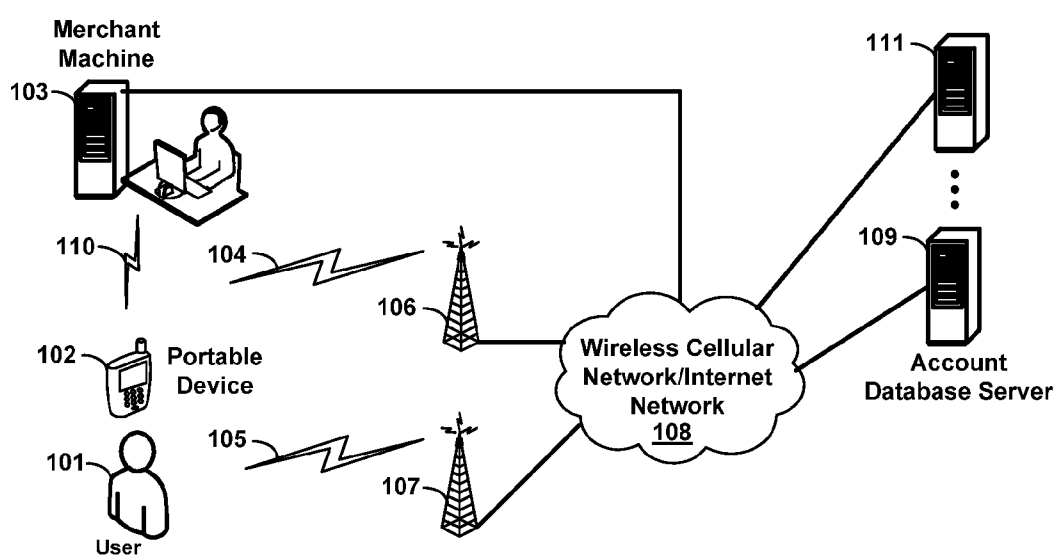 Merchant
Machine
103
111
110
104
106
109
102
Portable
Device
Wireless Cellular
Network/Internet
Network
108
Account
Database Server
101
105
107
User